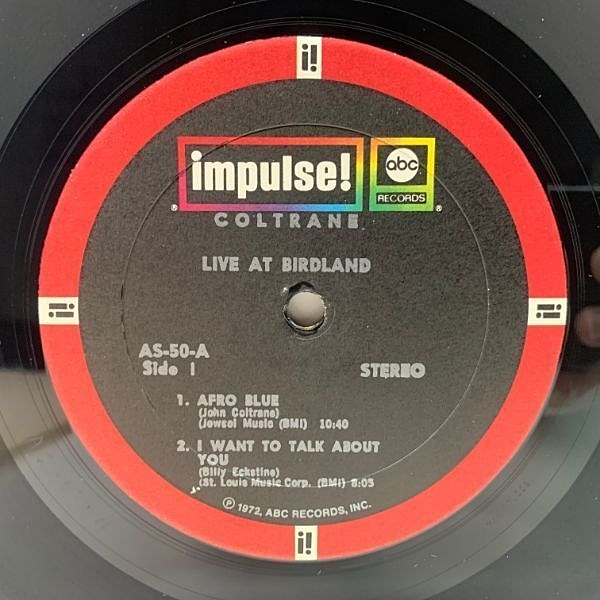 i!
impulse!
abc
RECORDS
®
®
COLTRANE
LIVE AT BIRDLAND
i!
i!
AS-50-A
Side 1
STEREO
1. AFRO BLUE
(John Coltrane)
(Jowsol Music (BMI) 10:40
2. I WANT TO TALK ABOUT
YOU
(Billy Eckstine)
(St. Louis Music Corp. (BMI) 8:05
℗ 1972, ABC RECORDS, INC.
i!